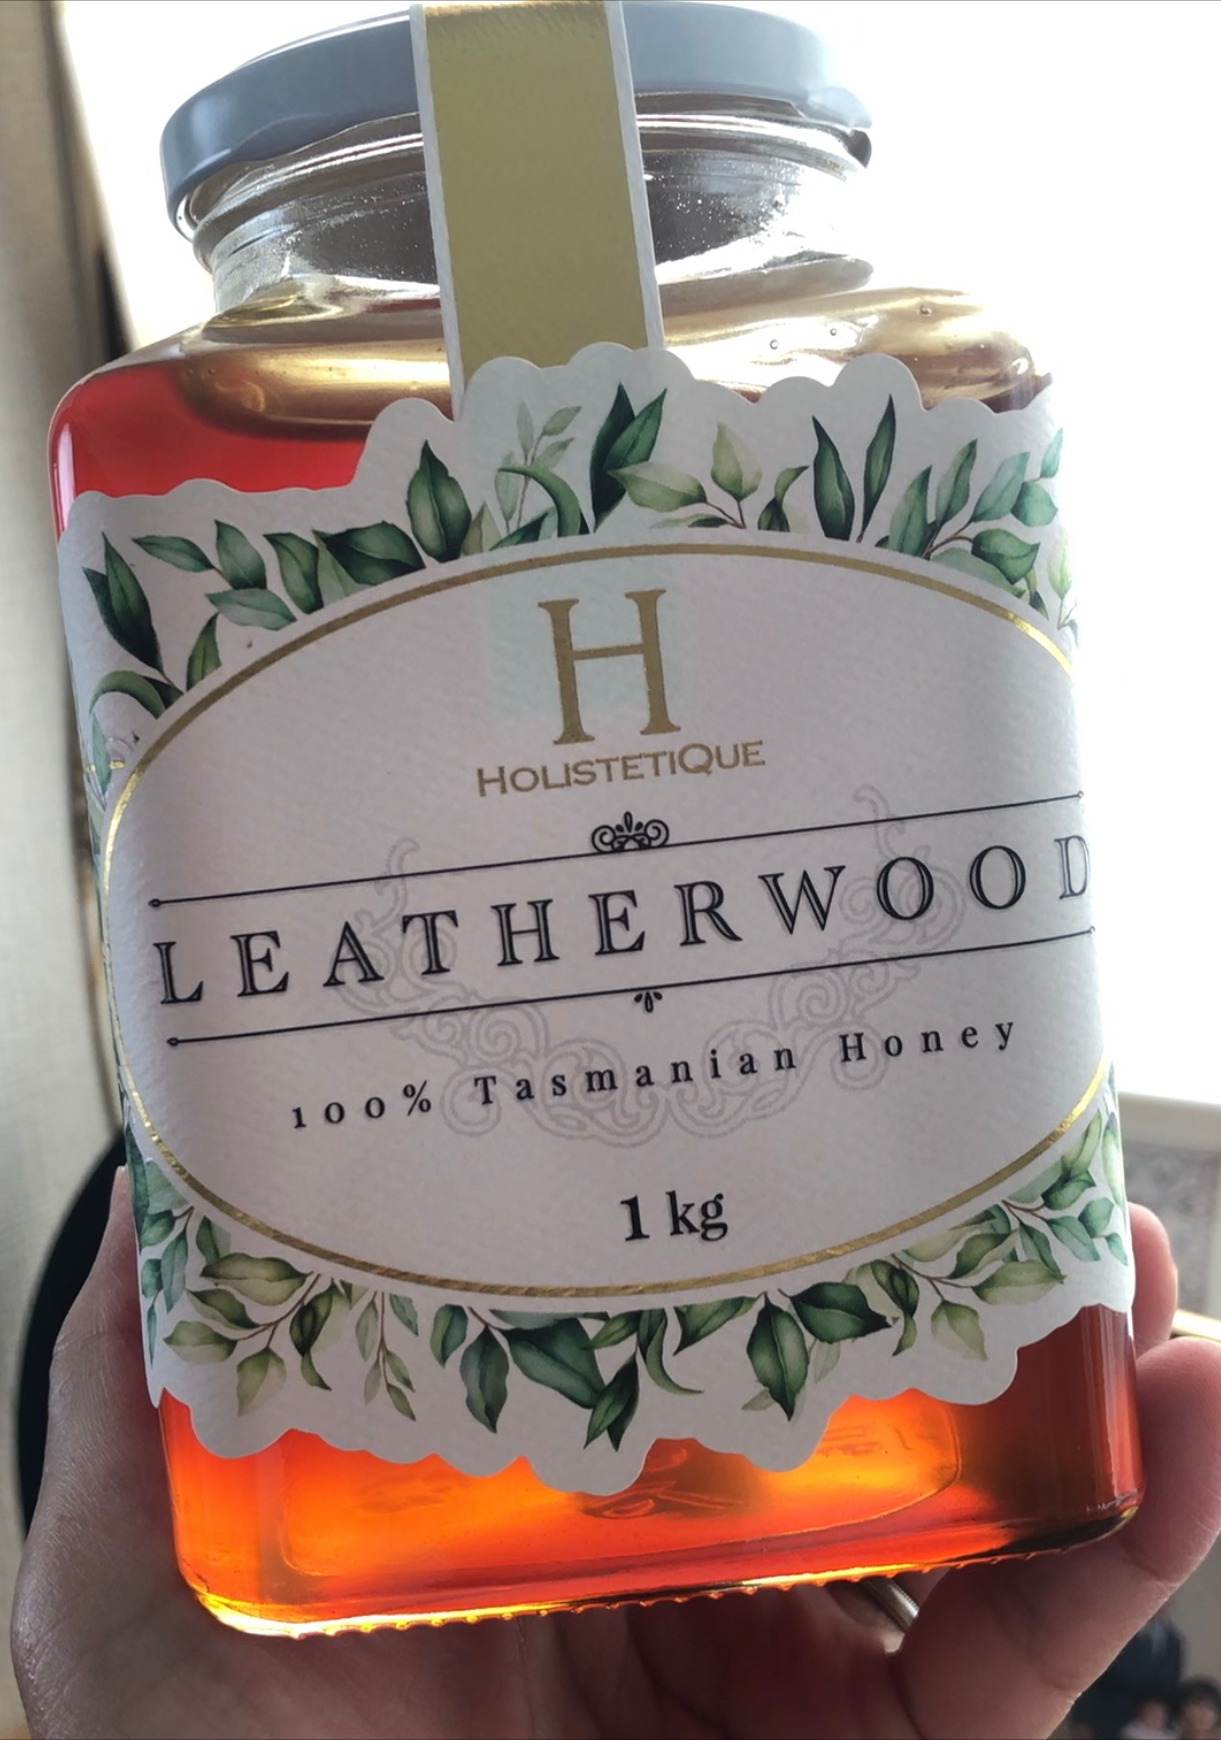 H
HOLISTETIQUE
LEATHERWOOD
100% Tasmanian Honey
1 kg